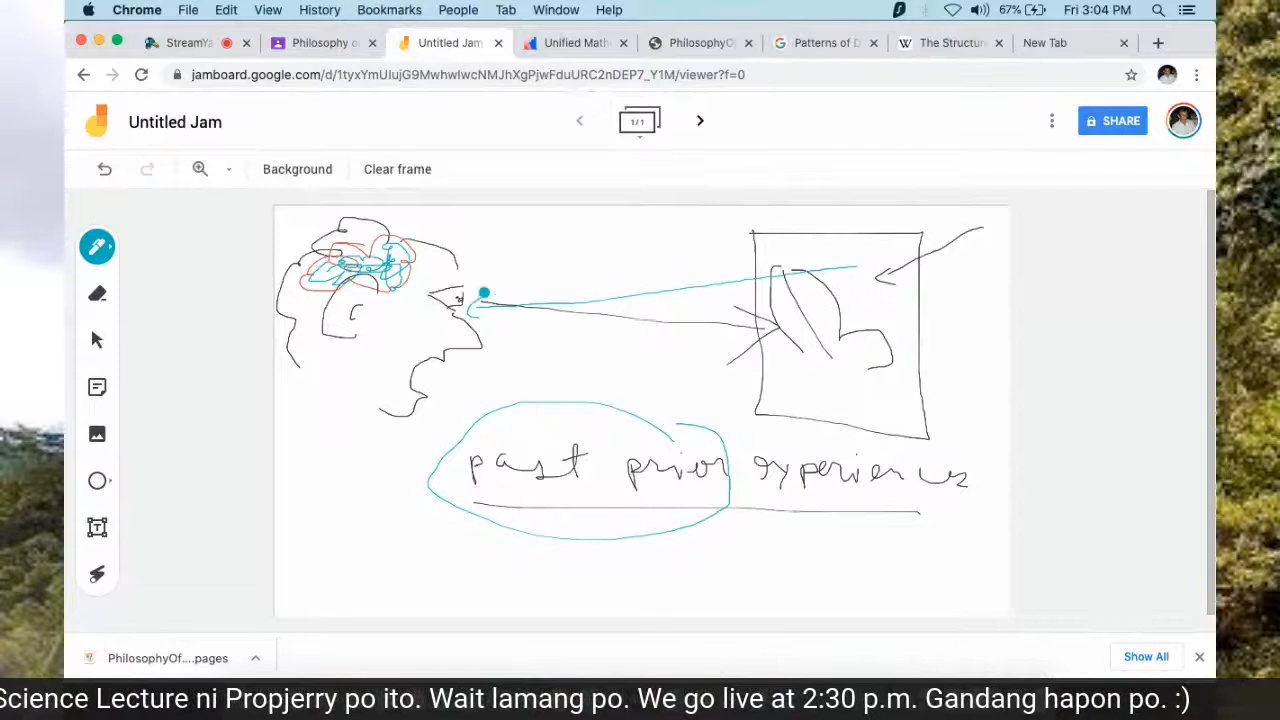 Chrome File Edit View History Bookmarks People Tab Window Help 67% Fri 3:04 PM
StreamYa Philosophy o Untitled Jam Unified Math PhilosophyO Patterns of D The Structur New Tab
jamboard.google.com/d/1tyxYmUIujG9MwhwIwcNMJhXgPjwFduURC2nDEP7_Y1M/viewer?f=0
Untitled Jam
1/1
SHARE
Background
Clear frame
past prior experiences
PhilosophyOf....pages
Show All
Science Lecture ni Propjerry po ito. Wait lamang po. We go live at 2:30 p.m. Gandang hapon po. :)